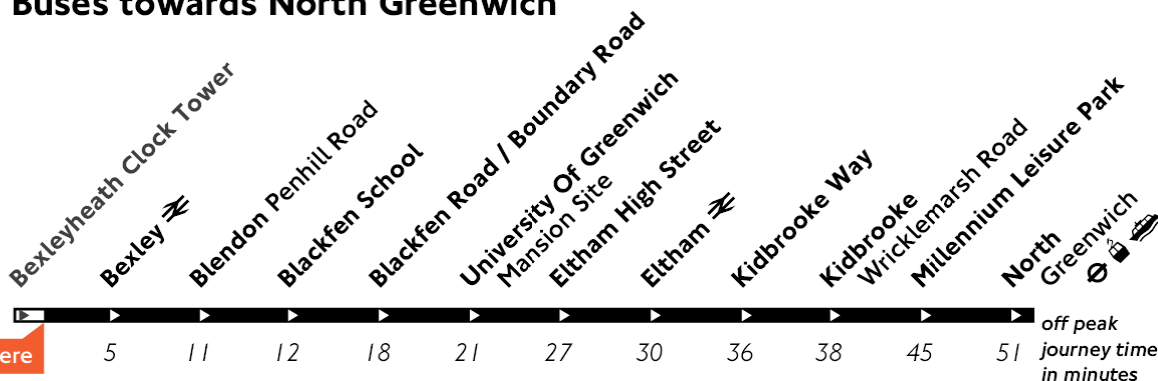 Buses towards North Greenwich
Bexleyheath Clock Tower
Bexley
Blendon Penhill Road
Blackfen School
Blackfen Road / Boundary Road
University Of Greenwich
Mansion Site
Eltham High Street
Eltham
Kidbrooke Way
Kidbrooke
Wricklemarsh Road
Millennium Leisure Park
North
Greenwich
ere
5 11 12 18 21 27 30 36 38 45 51
off peak
journey time
in minutes